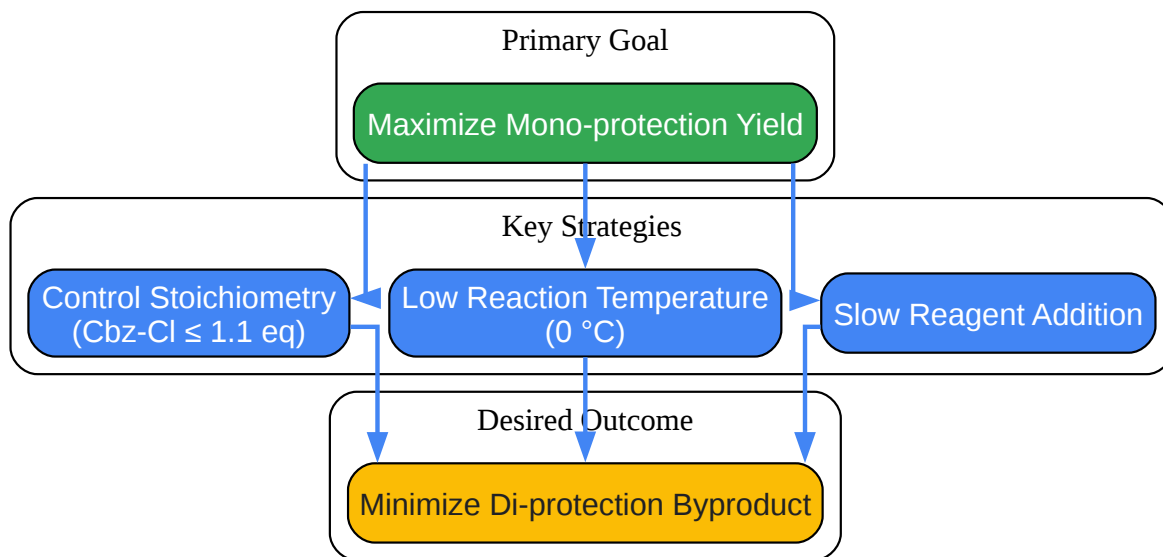 Primary Goal
Maximize Mono-protection Yield
Key Strategies
Control Stoichiometry
(Cbz-Cl ≤ 1.1 eq)
Low Reaction Temperature
(0 °C)
Slow Reagent Addition
Desired Outcome
Minimize Di-protection Byproduct